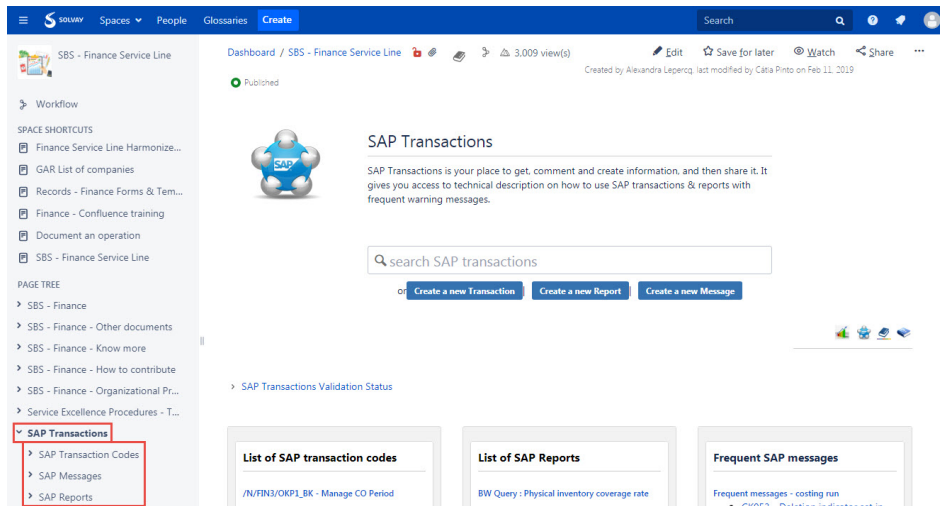 SOLVAY Spaces People Glossaries Create Search
SBS - Finance Service Line
Workflow
SPACE SHORTCUTS
Finance Service Line Harmonize...
GAR List of companies
Records - Finance Forms & Tem...
Finance - Confluence training
Document an operation
SBS - Finance Service Line
PAGE TREE
SBS - Finance
SBS - Finance - Other documents
SBS - Finance - Know more
SBS - Finance - How to contribute
SBS - Finance - Organizational Pr...
Service Excellence Procedures - T...
SAP Transactions
SAP Transaction Codes
SAP Messages
SAP Reports
Dashboard / SBS - Finance Service Line 3,009 view(s) Edit Save for later Watch Share ...
Created by Alexandra Lepercq, last modified by Cátia Pinto on Feb 11, 2019
Published
SAP
SAP Transactions
SAP Transactions is your place to get, comment and create information, and then share it. It
gives you access to technical description on how to use SAP transactions & reports with
frequent warning messages.
search SAP transactions
or Create a new Transaction | Create a new Report | Create a new Message
SAP Transactions Validation Status
List of SAP transaction codes
/N/FIN3/OKP1_BK - Manage CO Period
List of SAP Reports
BW Query : Physical inventory coverage rate
Frequent SAP messages
Frequent messages - costing run